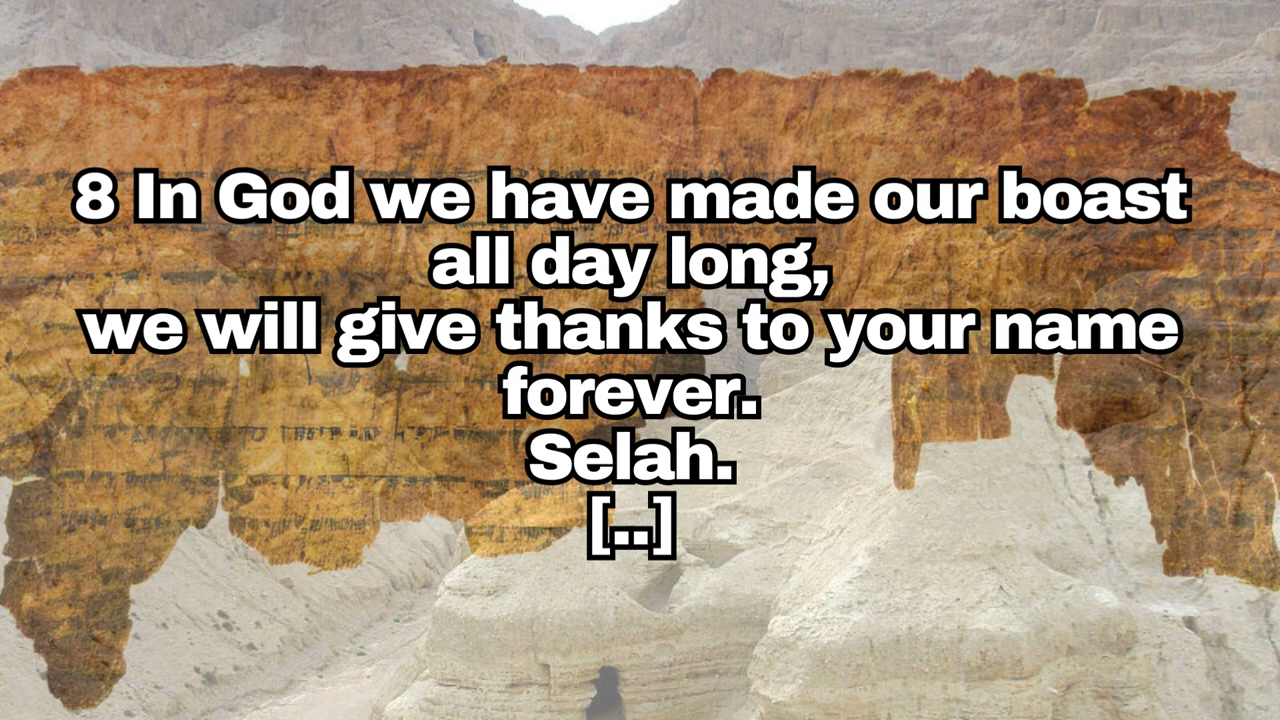 8 In God we have made our boast
all day long,
we will give thanks to your name
forever.
Selah.
[..]